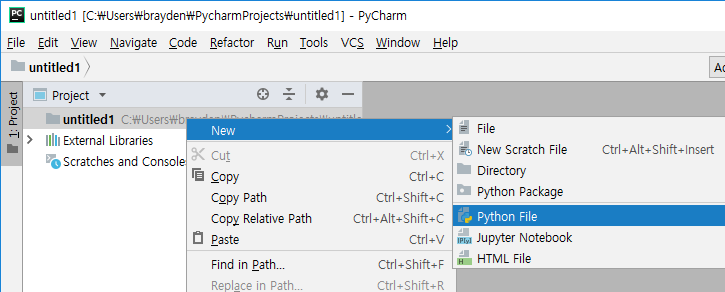 PC untitled1 [C:₩Users₩brayden₩PycharmProjects₩untitled1] - PyCharm
File Edit View Navigate Code Refactor Run Tools VCS Window Help
untitled1
1: Project
Project
untitled1 C:₩Users₩brayden₩PycharmProjects₩untitle
External Libraries
Scratches and Console
New
Cut Ctrl+X
Copy Ctrl+C
Copy Path Ctrl+Shift+C
Copy Relative Path Ctrl+Alt+Shift+C
Paste Ctrl+V
Find in Path... Ctrl+Shift+F
Replace in Path... Ctrl+Shift+R
File
New Scratch File Ctrl+Alt+Shift+Insert
Directory
Python Package
Python File
Jupyter Notebook
HTML File